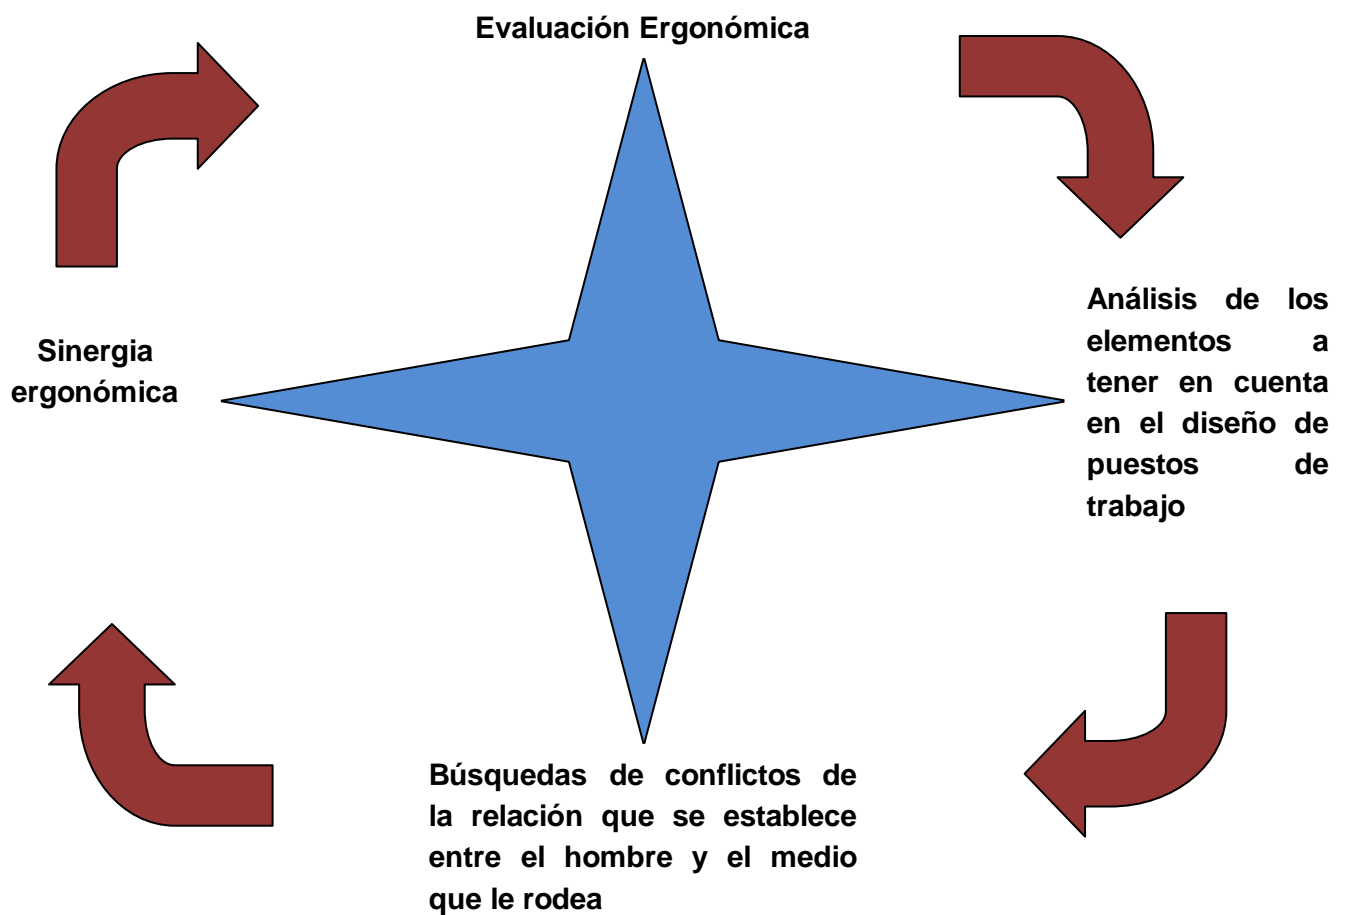 Evaluación Ergonómica
Análisis de los
elementos a
tener en cuenta
en el diseño de
puestos de
trabajo
Sinergia
ergonómica
Búsquedas de conflictos de
la relación que se establece
entre el hombre y el medio
que le rodea